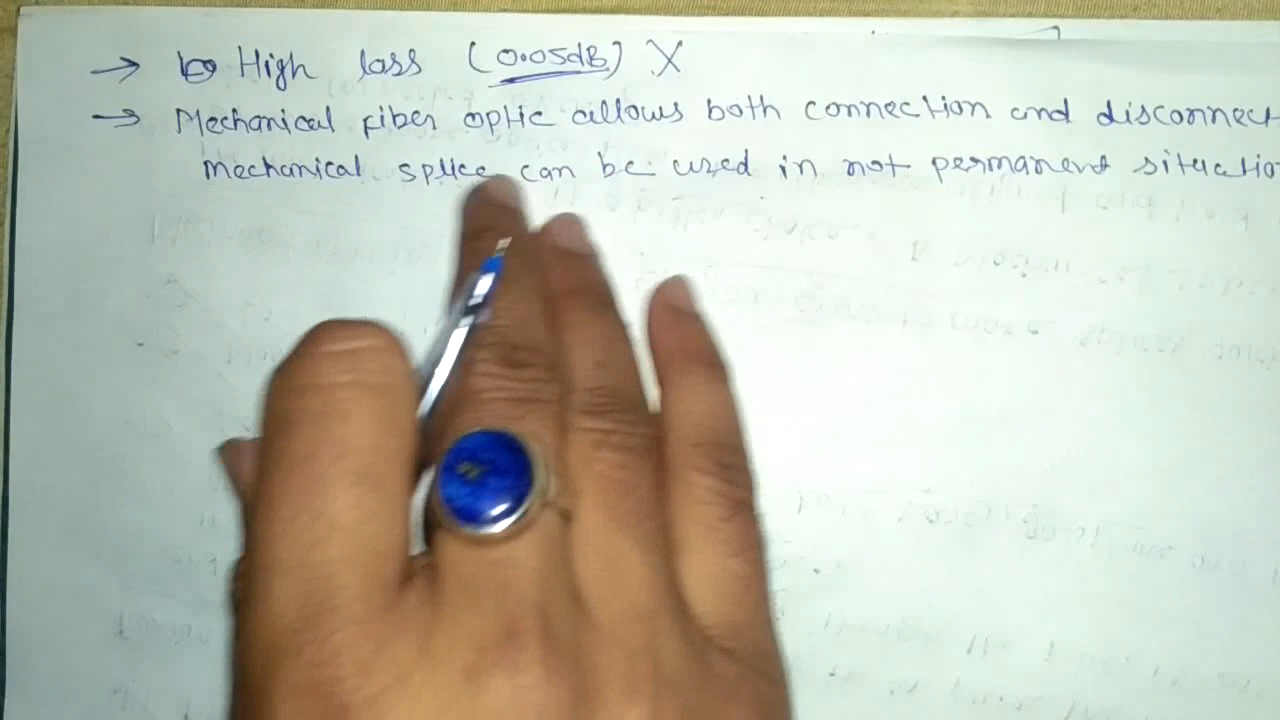 → High loss (0.05dB) X
→ Mechanical fiber optic allows both connection and disconnect
mechanical splice can be used in not permanent situatio